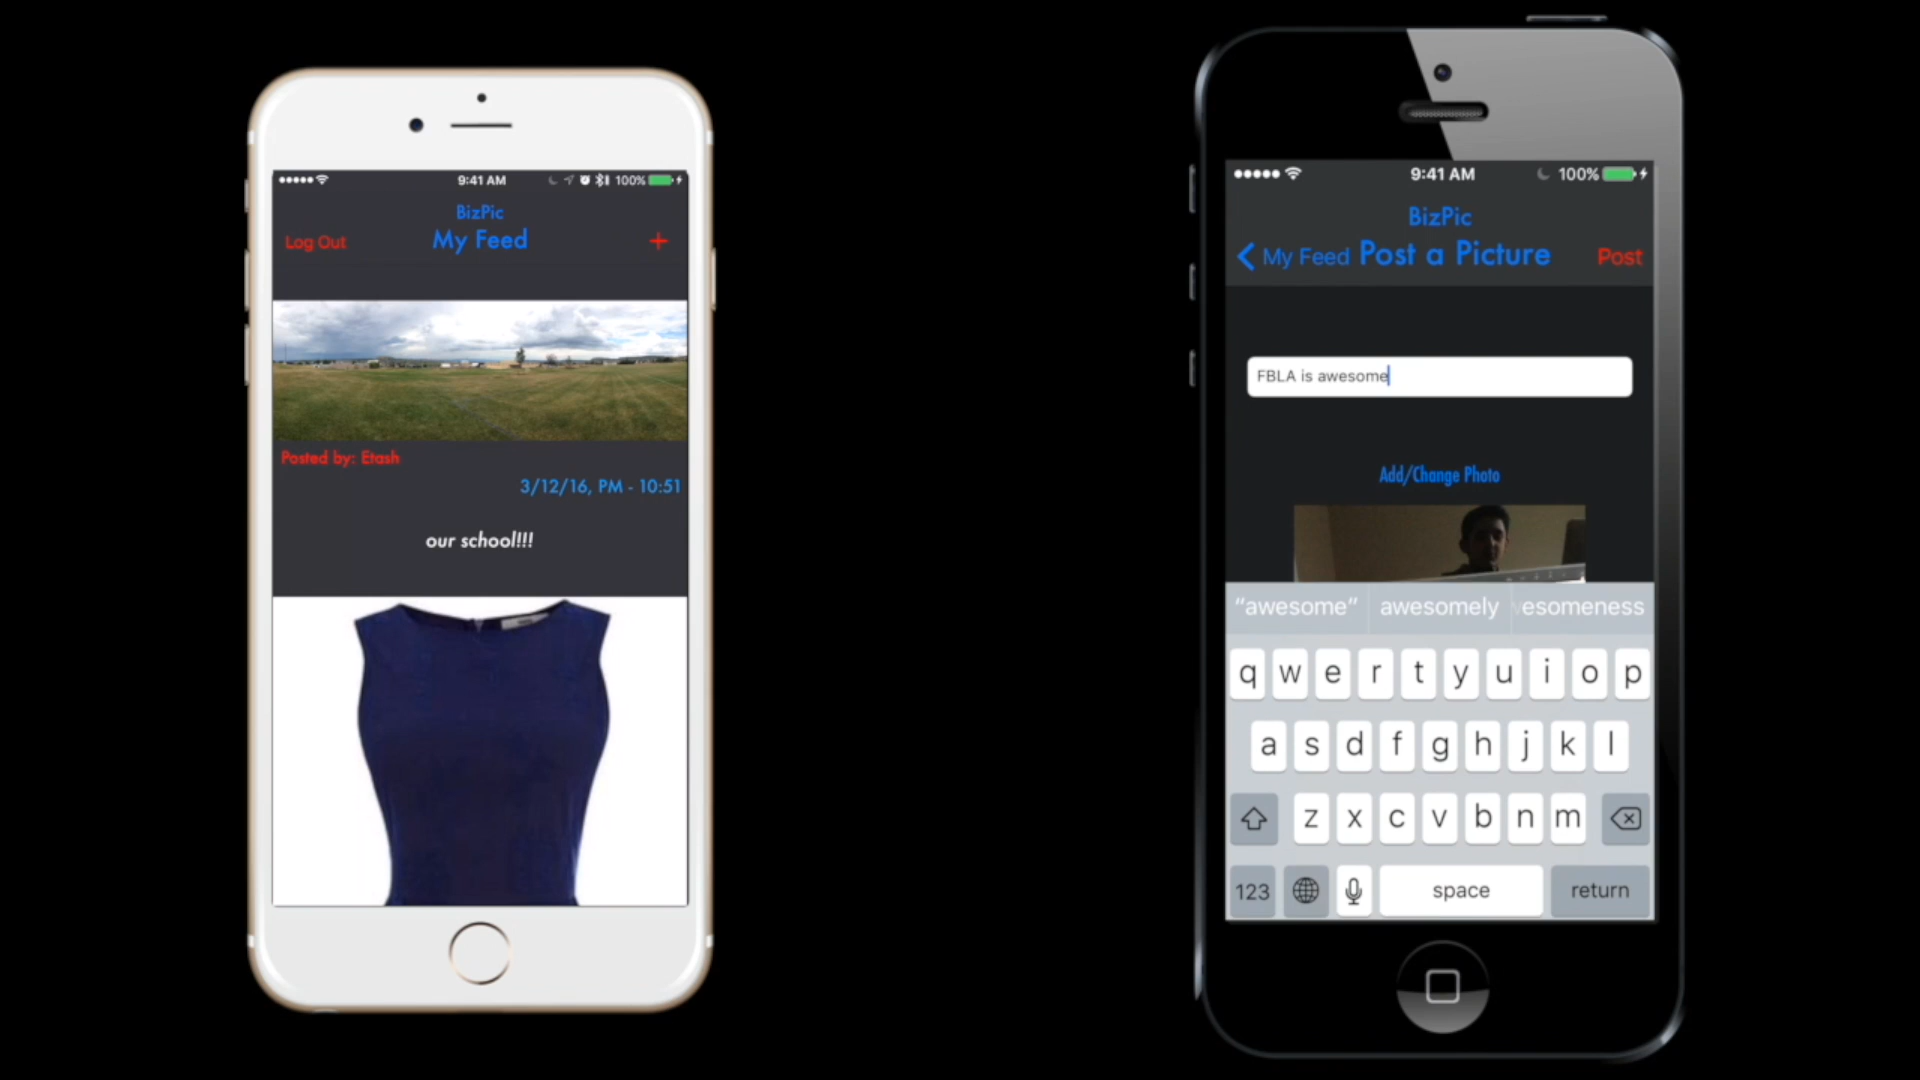 9:41 AM
100%
BizPic
Log Out
My Feed
+
Posted by: Etash
3/12/16, PM - 10:51
our school!!!
9:41 AM
100%
BizPic
My Feed
Post a Picture
Post
FBLA is awesome
Add/Change Photo
“awesome”
awesomely
esomeness
q w e r t y u i o p
a s d f g h j k l
z x c v b n m
123
space
return